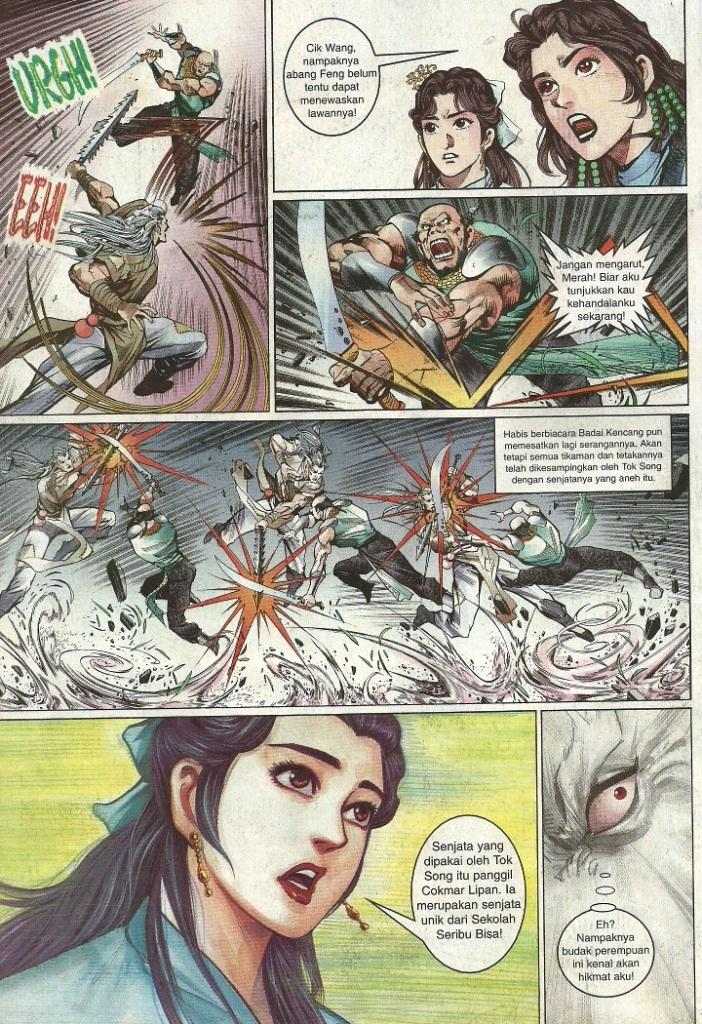 URGH!
EEH!
Cik Wang,
nampaknya
abang Feng belum
tentu dapat
menewaskan
lawannya!
Jangan mengarut,
Merah! Biar aku
tunjukkan kau
kehandalanku
sekarang!
Habis berbiacara Badai Kencang pun
memesatkan lagi serangannya. Akan
tetapi semua tikaman dan tetakannya
telah dikesampingkan oleh Tok Song
dengan senjatanya yang aneh itu.
Senjata yang
dipakai oleh Tok
Song itu panggil
Cokmar Lipan. Ia
merupakan senjata
unik dari Sekolah
Seribu Bisa!
Eh?
Nampaknya
budak perempuan
ini kenal akan
hikmat aku!